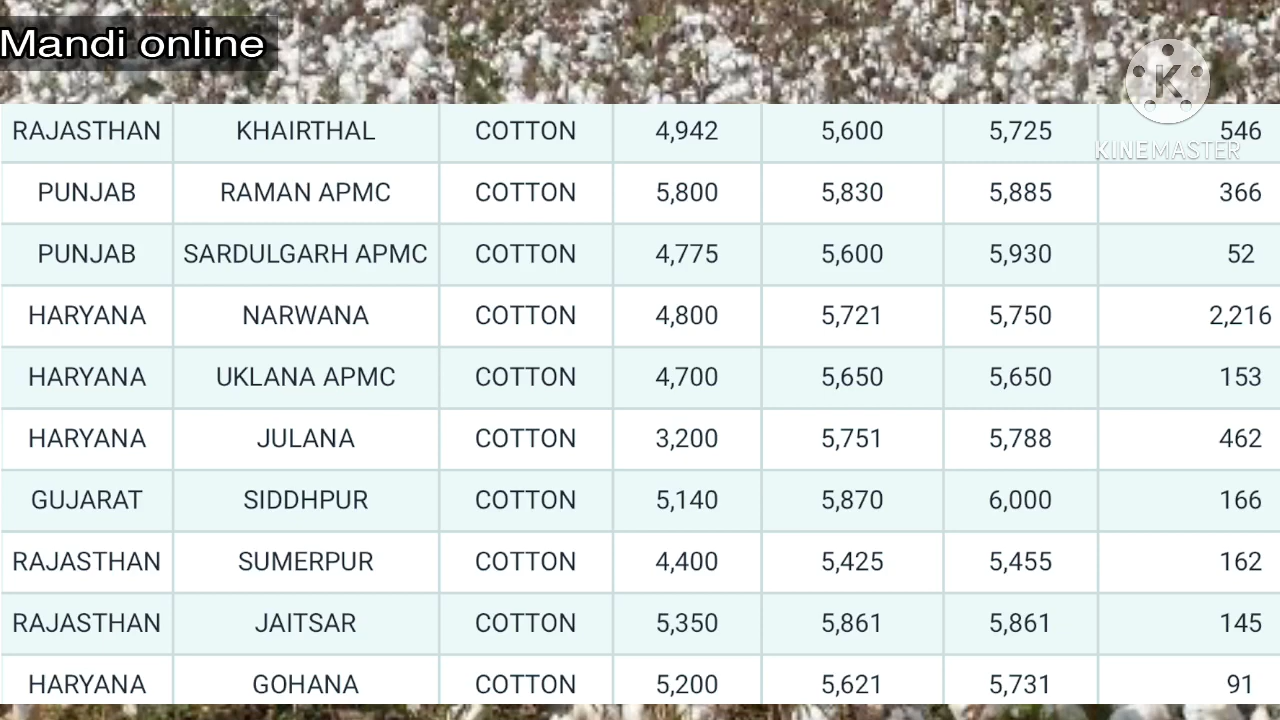 Mandi online
K
KINEMASTER
RAJASTHAN KHAIRTHAL COTTON 4,942 5,600 5,725 546
PUNJAB RAMAN APMC COTTON 5,800 5,830 5,885 366
PUNJAB SARDULGARH APMC COTTON 4,775 5,600 5,930 52
HARYANA NARWANA COTTON 4,800 5,721 5,750 2,216
HARYANA UKLANA APMC COTTON 4,700 5,650 5,650 153
HARYANA JULANA COTTON 3,200 5,751 5,788 462
GUJARAT SIDDHPUR COTTON 5,140 5,870 6,000 166
RAJASTHAN SUMERPUR COTTON 4,400 5,425 5,455 162
RAJASTHAN JAITSAR COTTON 5,350 5,861 5,861 145
HARYANA GOHANA COTTON 5,200 5,621 5,731 91